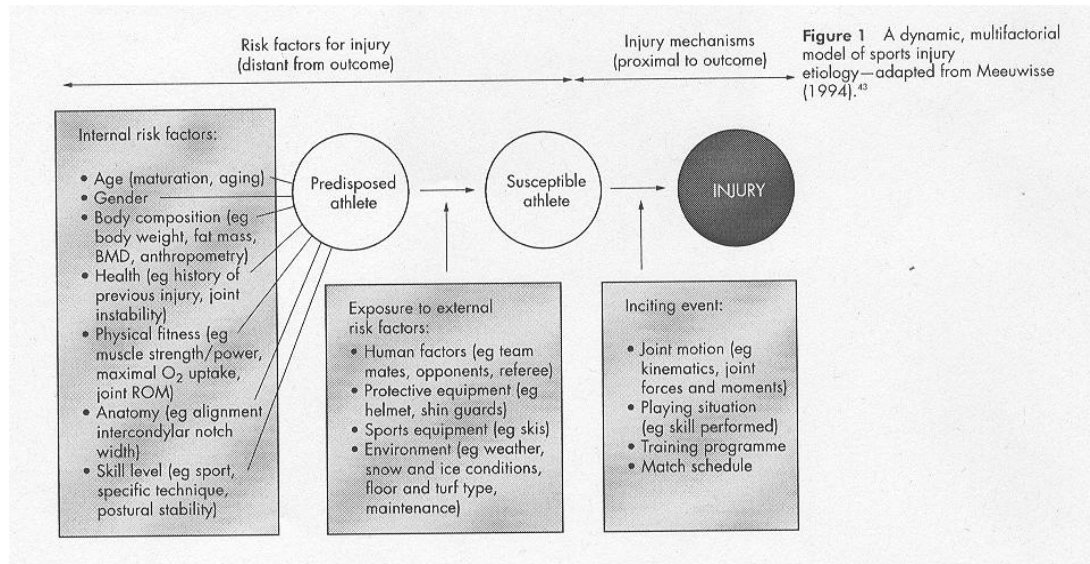 Risk factors for injury
(distant from outcome)
Injury mechanisms
(proximal to outcome)
Figure 1 A dynamic, multifactorial
model of sports injury
etiology—adapted from Meeuwisse
(1994).43
Internal risk factors:
• Age (maturation, aging)
• Gender
• Body composition (eg
body weight, fat mass,
BMD, anthropometry)
• Health (eg history of
previous injury, joint
instability)
• Physical fitness (eg
muscle strength/power,
maximal O2 uptake,
joint ROM)
• Anatomy (eg alignment
intercondylar notch
width)
• Skill level (eg sport,
specific technique,
postural stability)
Predisposed
athlete
Susceptible
athlete
INJURY
Exposure to external
risk factors:
• Human factors (eg team
mates, opponents, referee)
• Protective equipment (eg
helmet, shin guards)
• Sports equipment (eg skis)
• Environment (eg weather,
snow and ice conditions,
floor and turf type,
maintenance)
Inciting event:
• Joint motion (eg
kinematics, joint
forces and moments)
• Playing situation
(eg skill performed)
• Training programme
• Match schedule